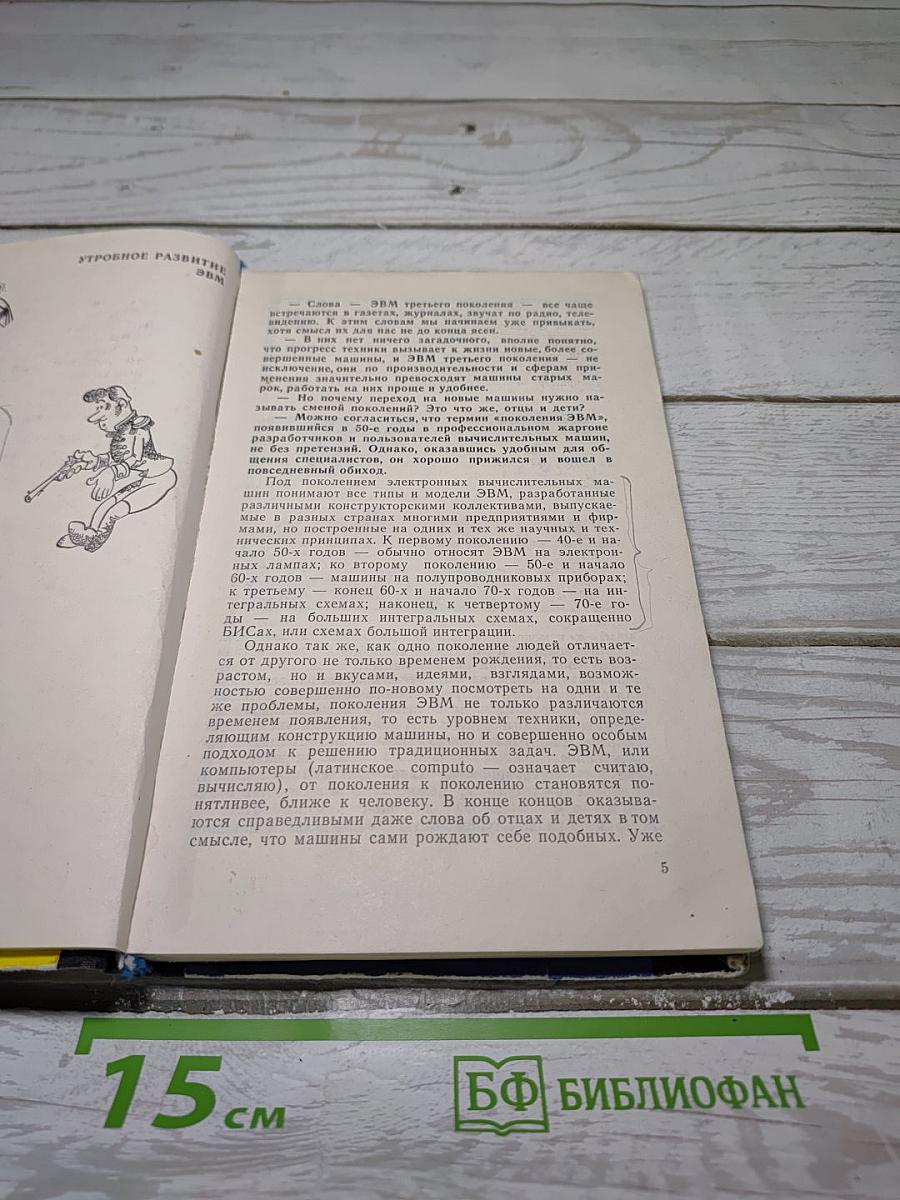 УТРОБНОЕ РАЗВИТИЕ
ЭВМ
— Слова — ЭВМ третьего поколения — все чаще
встречаются в газетах, журналах, звучат по радио, теле-
видению. К этим словам мы начинаем уже привыкать,
хотя смысл их для нас не до конца ясен.
— В них нет ничего загадочного, вполне понятно,
что прогресс техники вызывает к жизни новые, более со-
вершенные машины, и ЭВМ третьего поколения — не
исключение, они по производительности и сферам при-
менения значительно превосходят машины старых ма-
рок, работать на них проще и удобнее.
— Но почему переход на новые машины нужно на-
зывать сменой поколений? Это что же, отцы и дети?
— Можно согласиться, что термин «поколения ЭВМ»,
появившийся в 50-е годы в профессиональном жаргоне
разработчиков и пользователей вычислительных машин,
не без претензий. Однако, оказавшись удобным для об-
щения специалистов, он хорошо прижился и вошел в
повседневный обиход.
Под поколением электронных вычислительных ма-
шин понимают все типы и модели ЭВМ, разработанные
различными конструкторскими коллективами, выпускае-
мые в разных странах многими предприятиями и фир-
мами, но построенные на одних и тех же научных и тех-
нических принципах. К первому поколению — 40-е и на-
чало 50-х годов — обычно относят ЭВМ на электрон-
ных лампах; ко второму поколению — 50-е и начало
60-х годов — машины на полупроводниковых приборах;
к третьему — конец 60-х и начало 70-х годов — на ин-
тегральных схемах; наконец, к четвертому — 70-е го-
ды — на больших интегральных схемах, сокращенно
БИСах, или схемах большой интеграции.
Однако так же, как одно поколение людей отличает-
ся от другого не только временем рождения, то есть воз-
растом, но и вкусами, идеями, взглядами, возмож-
ностью совершенно по-новому посмотреть на одни и те
же проблемы, поколения ЭВМ не только различаются
временем появления, то есть уровнем техники, опреде-
ляющим конструкцию машины, но и совершенно особым
подходом к решению традиционных задач. ЭВМ, или
компьютеры (латинское computo — означает считаю,
вычисляю), от поколения к поколению становятся по-
нятливее, ближе к человеку. В конце концов оказыва-
ются справедливыми даже слова об отцах и детях в том
смысле, что машины сами рождают себе подобных. Уже
5
15 см
БФ БИБЛИОФАН